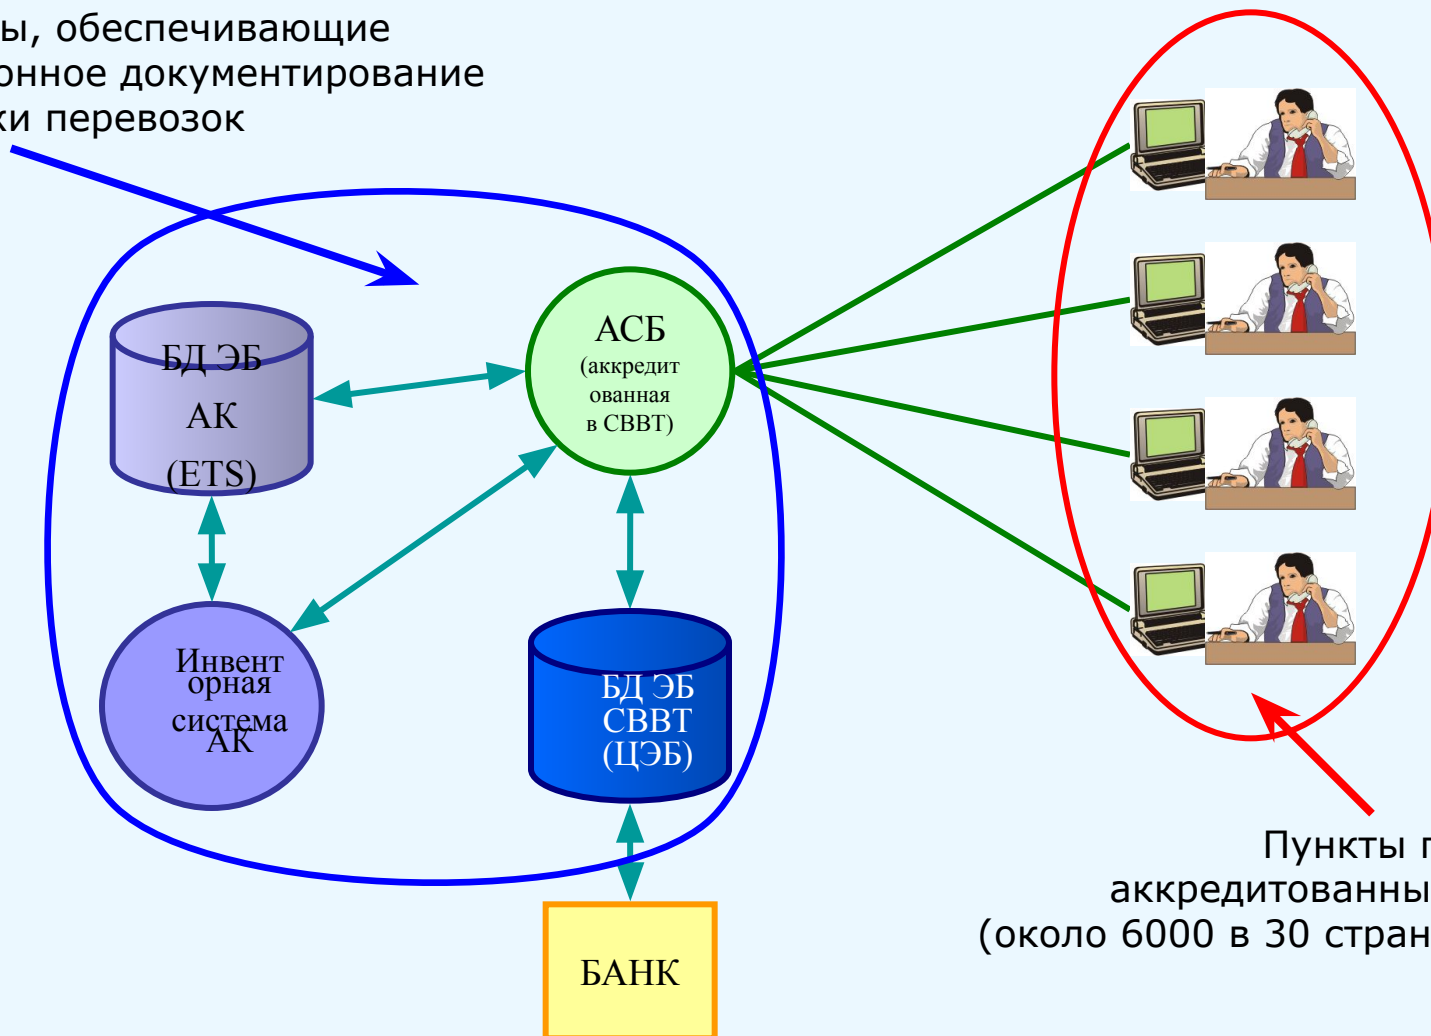 ы, обеспечивающие
онное документирование
ки перевозок
АСБ
(аккредит
ованная
в СВВТ)
БД ЭБ
АК
(ETS)
Инвент
орная
система
АК
БД ЭБ
СВВТ
(ЦЭБ)
БАНК
Пункты п
аккредитованны
(около 6000 в 30 стран